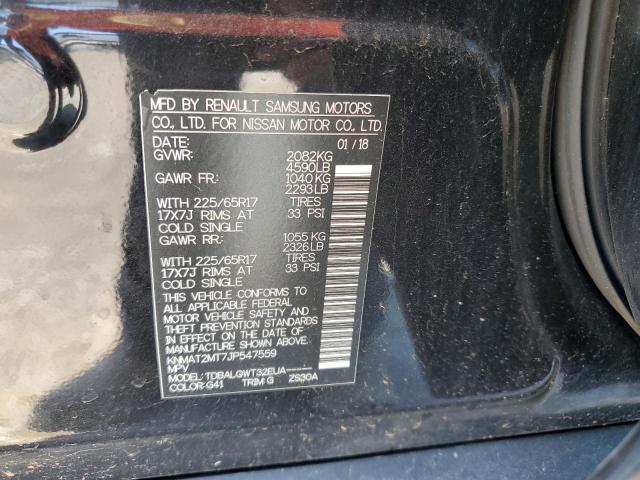 MFD BY RENAULT SAMSUNG MOTORS
CO., LTD. FOR NISSAN MOTOR CO., LTD.
DATE: 01/18
GVWR: 2082KG
4590LB
GAWR FR: 1040KG
2293LB
WITH 225/65R17 TIRES
17X7J RIMS AT 33 PSI
COLD SINGLE
GAWR RR: 1055 KG
2326LB
WITH 225/65R17 TIRES
17X7J RIMS AT 33 PSI
COLD SINGLE
THIS VEHICLE CONFORMS TO
ALL APPLICABLE FEDERAL
MOTOR VEHICLE SAFETY AND
THEFT PREVENTION STANDARDS
IN EFFECT ON THE DATE OF
MANUFACTURE SHOWN ABOVE.
KNMAT2MT7JP547559
MPV
MODEL: TDBALGWT32EUA-----
COLOR: G41 TRIM: G ZS30A